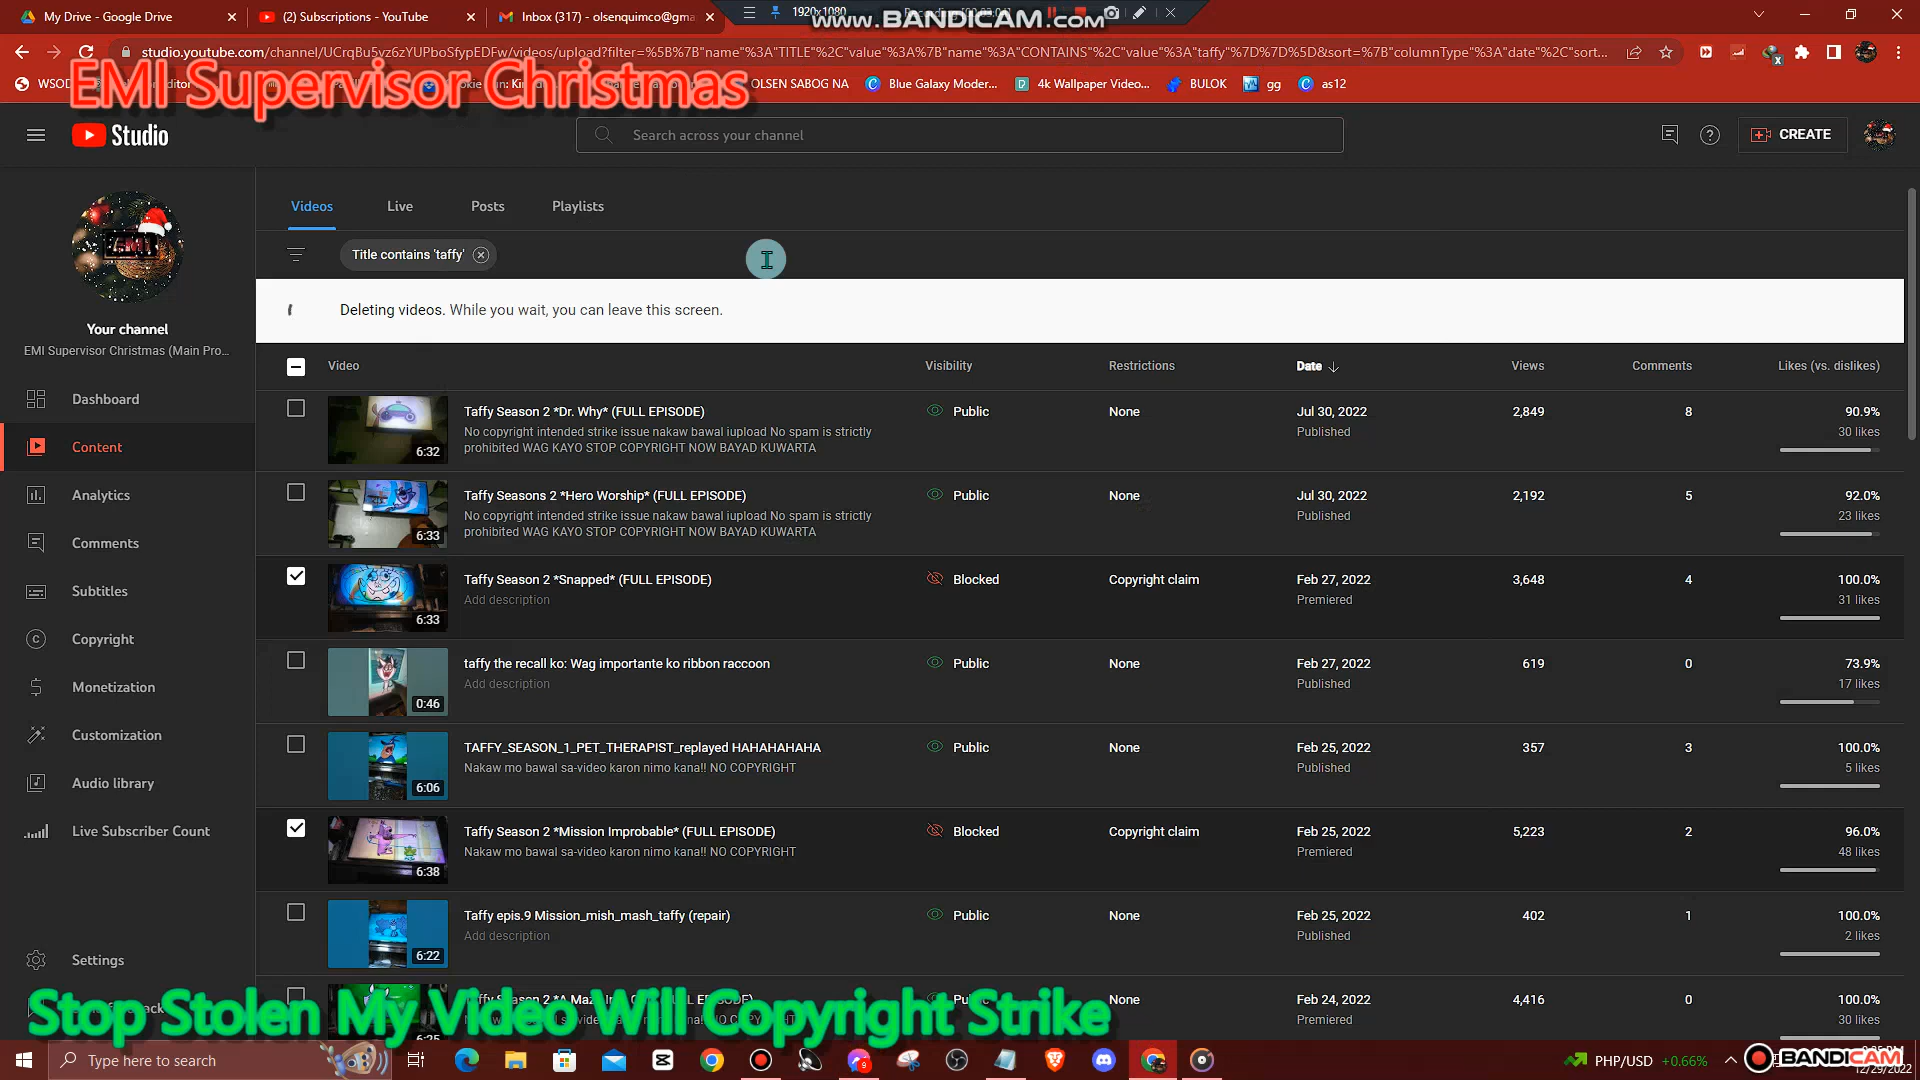 My Drive - Google Drive
(2) Subscriptions - YouTube
Inbox (317) - olsenquimco@gma
1920x1080
www.BANDICAM.com
studio.youtube.com/channel/UCrqBu5vz6zYUPboSfypEDFw/videos/upload?filter=%5B%7B"name"%3A"TITLE"%2C"value"%3A%7B"name"%3A"CONTAINS"%2C"value"%3A"taffy"%7D%7D%5D&sort=%7B"columnType"%3A"date"%2C"sort...
OLSEN SABOG NA
Blue Galaxy Moder...
4k Wallpaper Video...
BULOK
gg
as12
EMI Supervisor Christmas
Studio
Search across your channel
CREATE
Videos
Live
Posts
Playlists
Title contains 'taffy'
Deleting videos. While you wait, you can leave this screen.
Your channel
EMI Supervisor Christmas (Main Pro...
Dashboard
Content
Analytics
Comments
Subtitles
Copyright
Monetization
Customization
Audio library
Live Subscriber Count
Settings
Video
Visibility
Restrictions
Date
Views
Comments
Likes (vs. dislikes)
6:32
Taffy Season 2 *Dr. Why* (FULL EPISODE)
No copyright intended strike issue nakaw bawal iupload No spam is strictly
prohibited WAG KAYO STOP COPYRIGHT NOW BAYAD KUWARTA
Public
None
Jul 30, 2022
Published
2,849
8
90.9%
30 likes
6:33
Taffy Seasons 2 *Hero Worship* (FULL EPISODE)
No copyright intended strike issue nakaw bawal iupload No spam is strictly
prohibited WAG KAYO STOP COPYRIGHT NOW BAYAD KUWARTA
Public
None
Jul 30, 2022
Published
2,192
5
92.0%
23 likes
6:33
Taffy Season 2 *Snapped* (FULL EPISODE)
Add description
Blocked
Copyright claim
Feb 27, 2022
Premiered
3,648
4
100.0%
31 likes
0:46
taffy the recall ko: Wag importante ko ribbon raccoon
Add description
Public
None
Feb 27, 2022
Published
619
0
73.9%
17 likes
6:06
TAFFY_SEASON_1_PET_THERAPIST_replayed HAHAHAHAHA
Nakaw mo bawal sa-video karon nimo kana!! NO COPYRIGHT
Public
None
Feb 25, 2022
Published
357
3
100.0%
5 likes
6:38
Taffy Season 2 *Mission Improbable* (FULL EPISODE)
Nakaw mo bawal sa-video karon nimo kana!! NO COPYRIGHT
Blocked
Copyright claim
Feb 25, 2022
Premiered
5,223
2
96.0%
48 likes
6:22
Taffy epis.9 Mission_mish_mash_taffy (repair)
Add description
Public
None
Feb 25, 2022
Published
402
1
100.0%
2 likes
None
Feb 24, 2022
Published
4,416
0
100.0%
30 likes
Stop Stolen My Video Will Copyright Strike
Type here to search
9
PHP/USD +0.66%
BANDICAM
12/29/2022